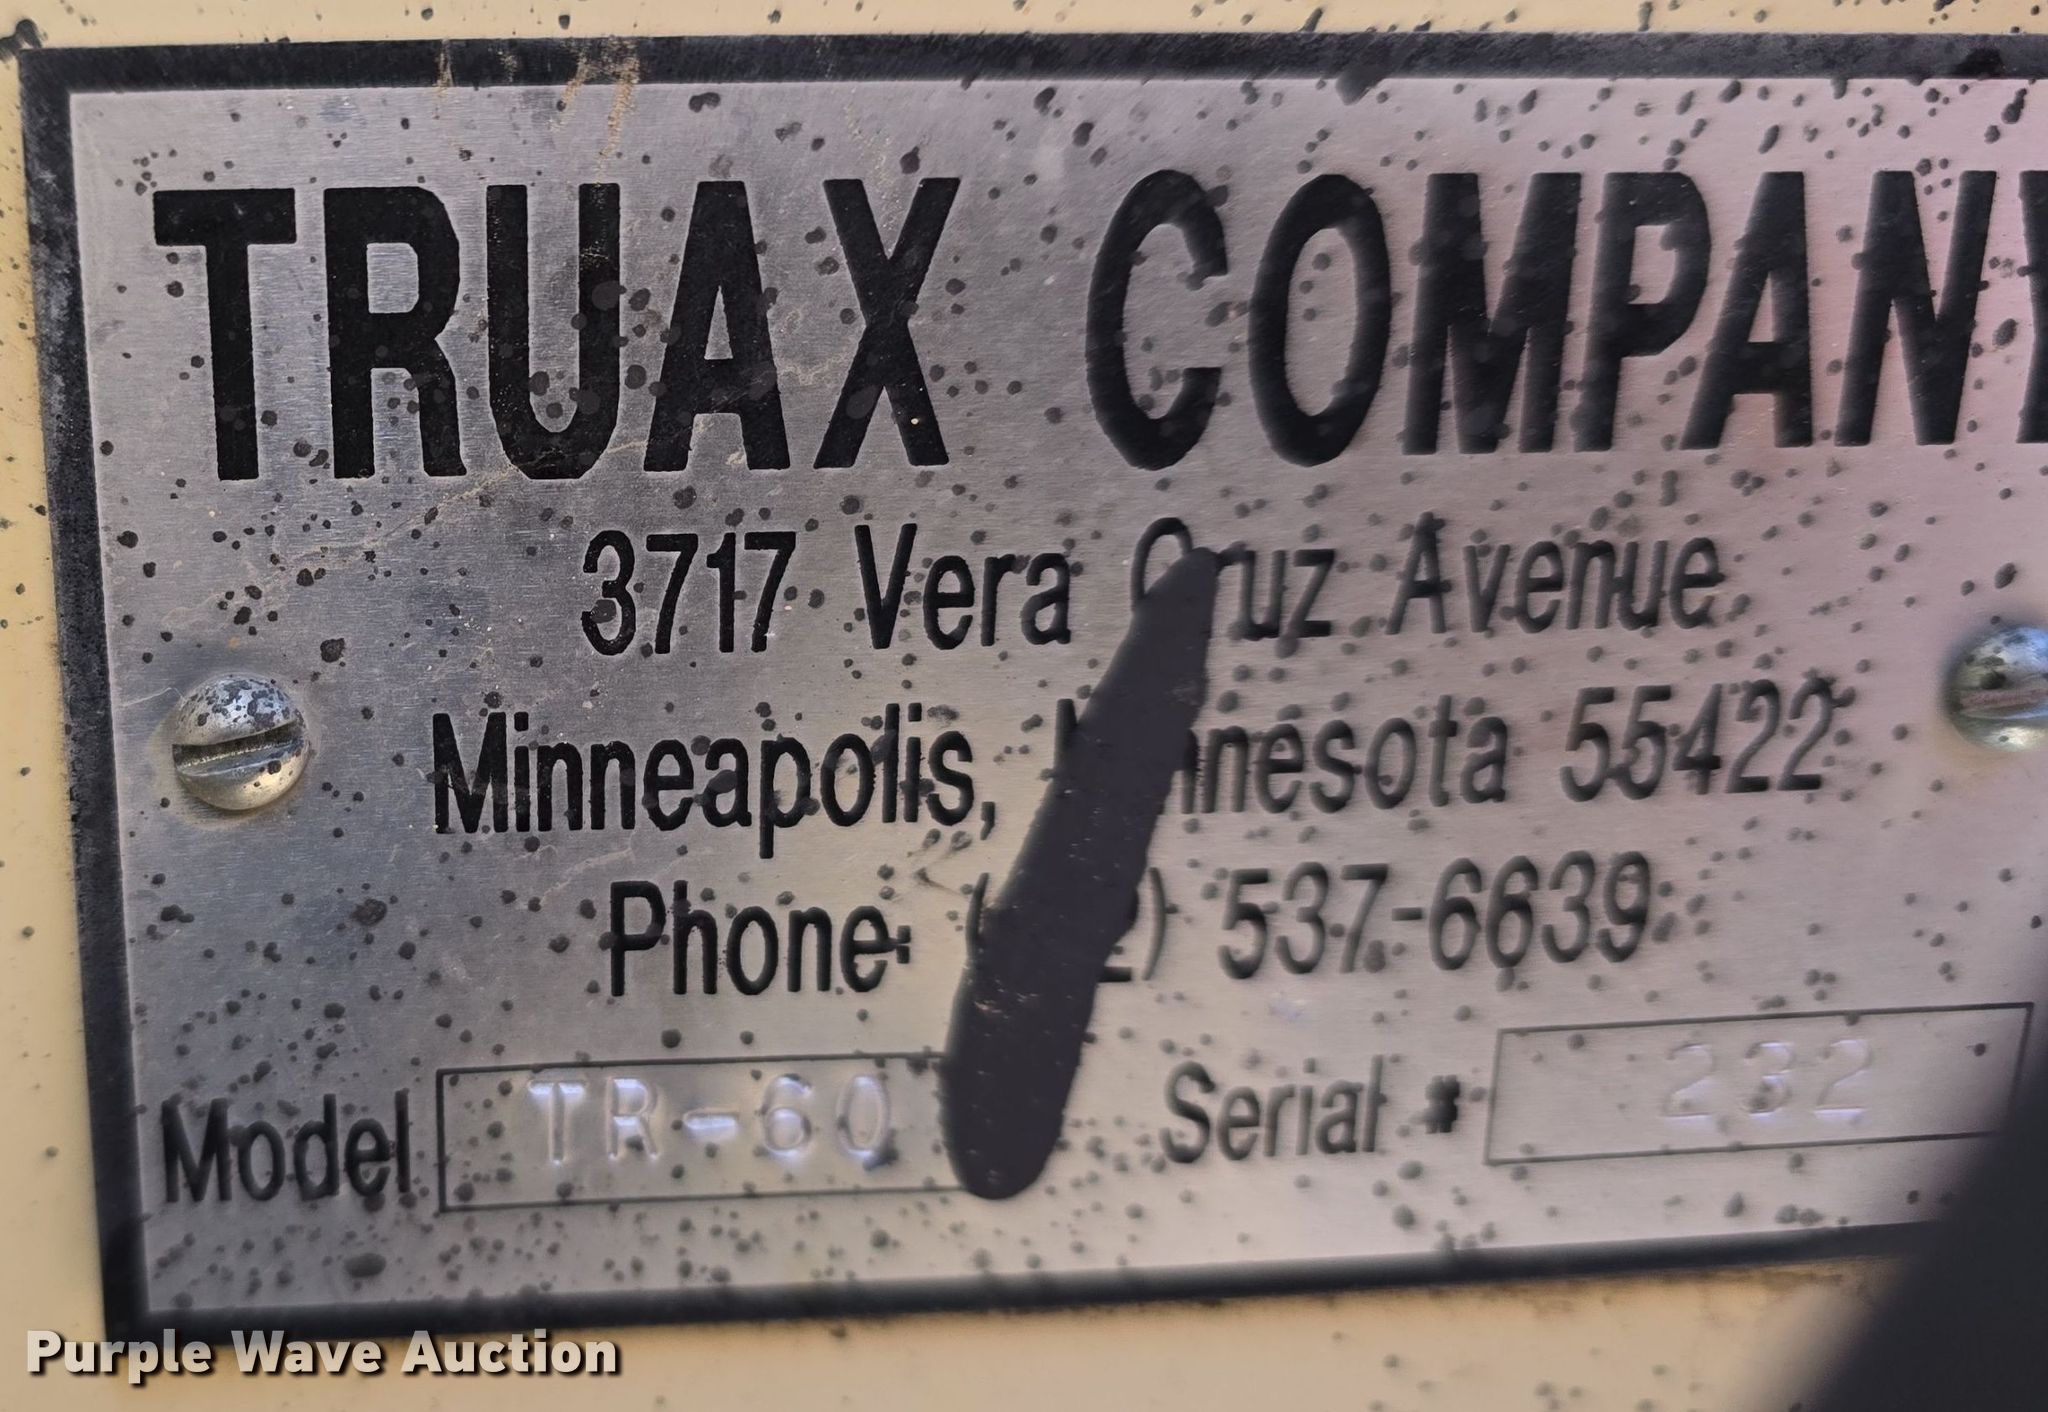 TRUAX COMPANY
3717 Vera Cruz Avenue
Minneapolis, Minnesota 55422
Phone: 537-6639
Model TR-60 Serial # 232
Purple Wave Auction